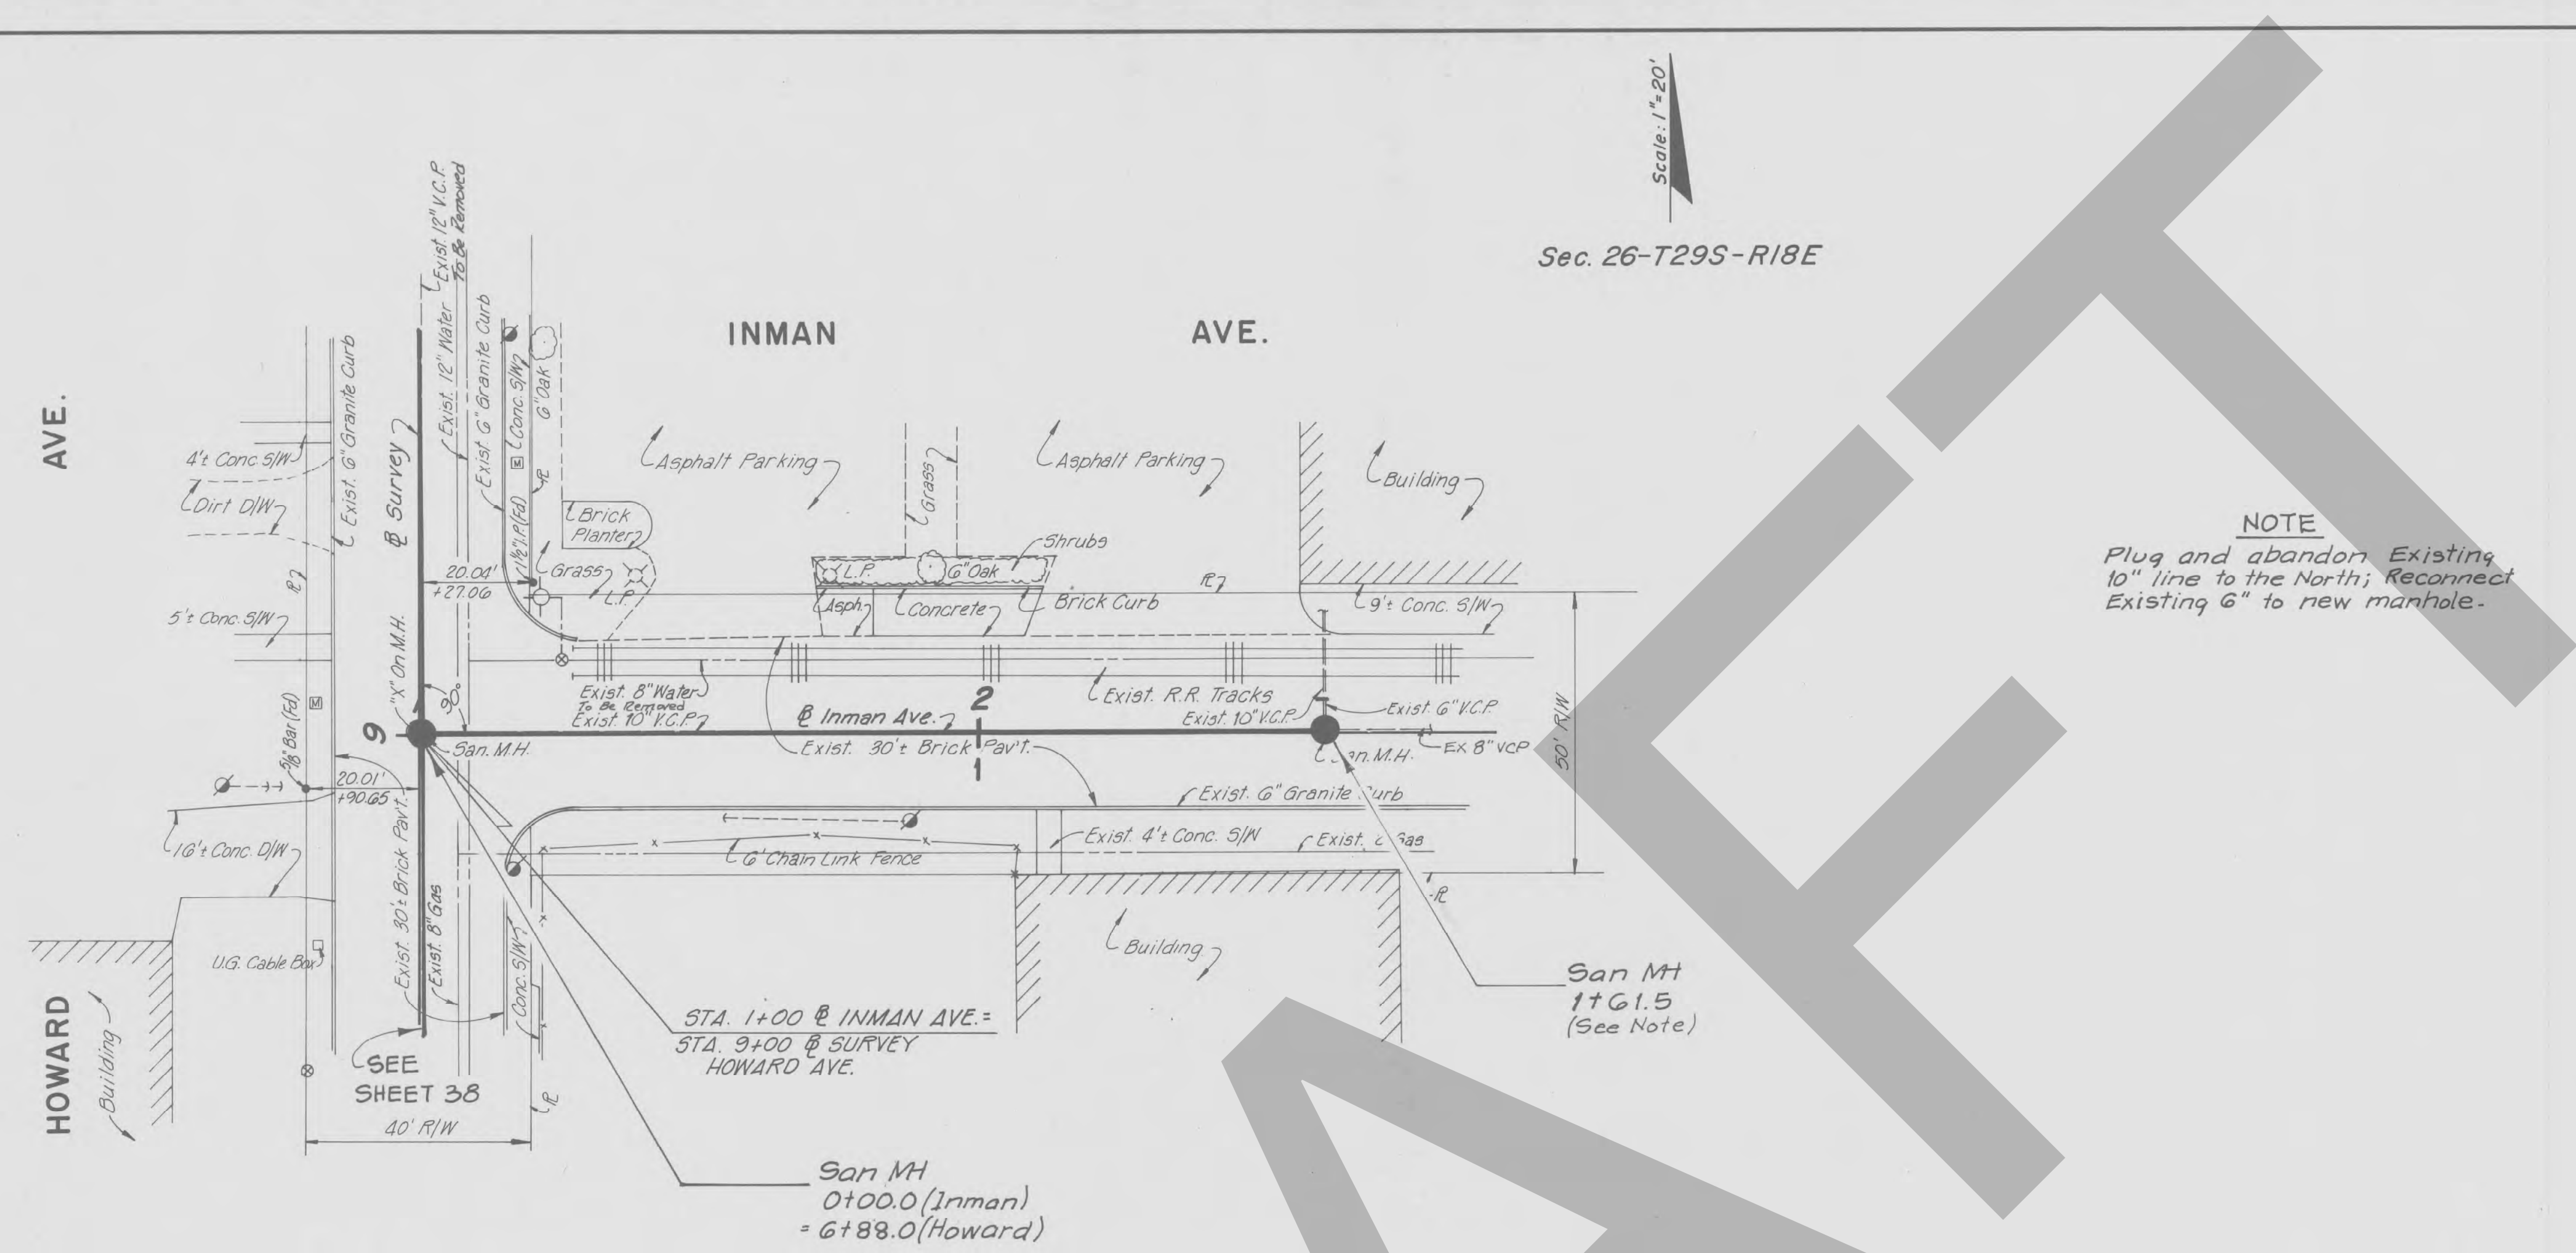 Scale: 1"=20'
Sec. 26-T29S-R18E
INMAN AVE.
AVE.
HOWARD
Exist. 12" V.C.P.
To Be Removed
Exist. 12" Water
Exist. 6" Granite Curb
Exist. 6" Granite Curb
Conc. S/W
6" Oak
℄ Survey
4'± Conc. S/W
Dirt D/W
5'± Conc. S/W
1½" I.P. (Fd)
Asphalt Parking
Grass
Asphalt Parking
Building
Brick
Planter
Grass
L.P.
Shrubs
L.P.
6" Oak
Asph.
Concrete
Brick Curb
9'± Conc. S/W
20.04'
+27.06
NOTE
Plug and abandon Existing
10" line to the North; Reconnect
Existing 6" to new manhole.
"X" On M.H.
90°
9
San. M.H.
Exist. 8" Water
To Be Removed
Exist. 10" V.C.P.
℄ Inman Ave.
2
1
Exist. R.R. Tracks
Exist. 10" V.C.P.
Exist. 6" V.C.P.
Ex 8" VCP
Exist. 30'± Brick Pav't.
50' R/W
5/8" Bar (Fd)
20.01'
+90.65
Exist. 6" Granite
Exist. 4'± Conc. S/W
Exist.
6' Chain Link Fence
16'± Conc. D/W
Exist. 30'± Brick Pav't.
Exist. 8" Gas
Conc. S/W
U.G. Cable Box
Building
Building
SEE
SHEET 38
40' R/W
STA. 1+00 ℄ INMAN AVE.=
STA. 9+00 ℄ SURVEY
HOWARD AVE.
San MH
1+61.5
(See Note)
San MH
0+00.0 (Inman)
= 6+88.0 (Howard)